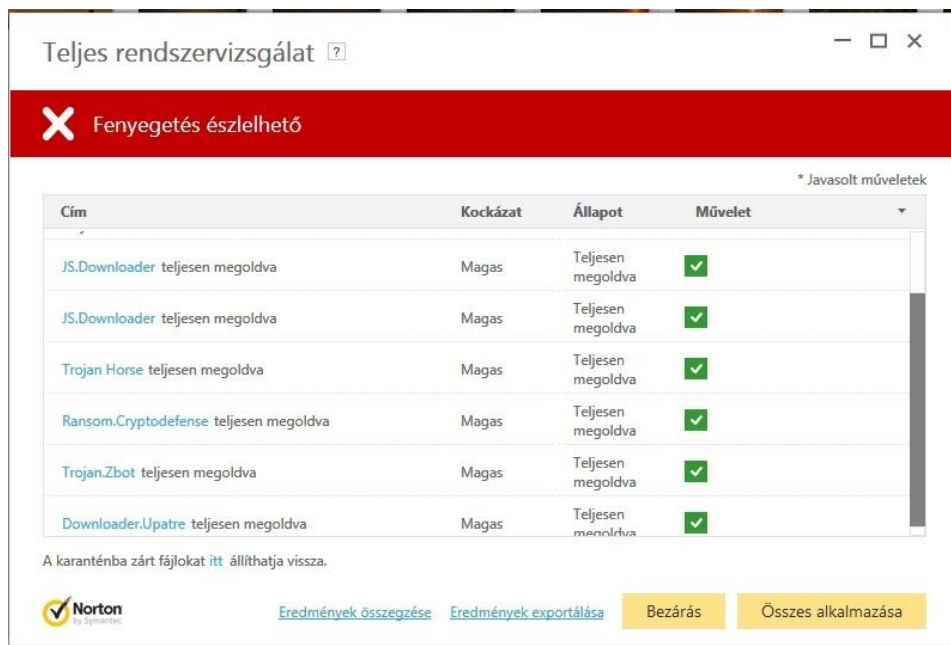 Teljes rendszervizsgálat ?
Fenyegetés észlelhető
* Javasolt műveletek
Cím Kockázat Állapot Művelet
JS.Downloader teljesen megoldva Magas Teljesen megoldva
JS.Downloader teljesen megoldva Magas Teljesen megoldva
Trojan Horse teljesen megoldva Magas Teljesen megoldva
Ransom.Cryptodefense teljesen megoldva Magas Teljesen megoldva
Trojan.Zbot teljesen megoldva Magas Teljesen megoldva
Downloader.Upatre teljesen megoldva Magas Teljesen megoldva
A karanténba zárt fájlokat itt állíthatja vissza.
Norton
by Symantec
Eredmények összegzése Eredmények exportálása Bezárás Összes alkalmazása